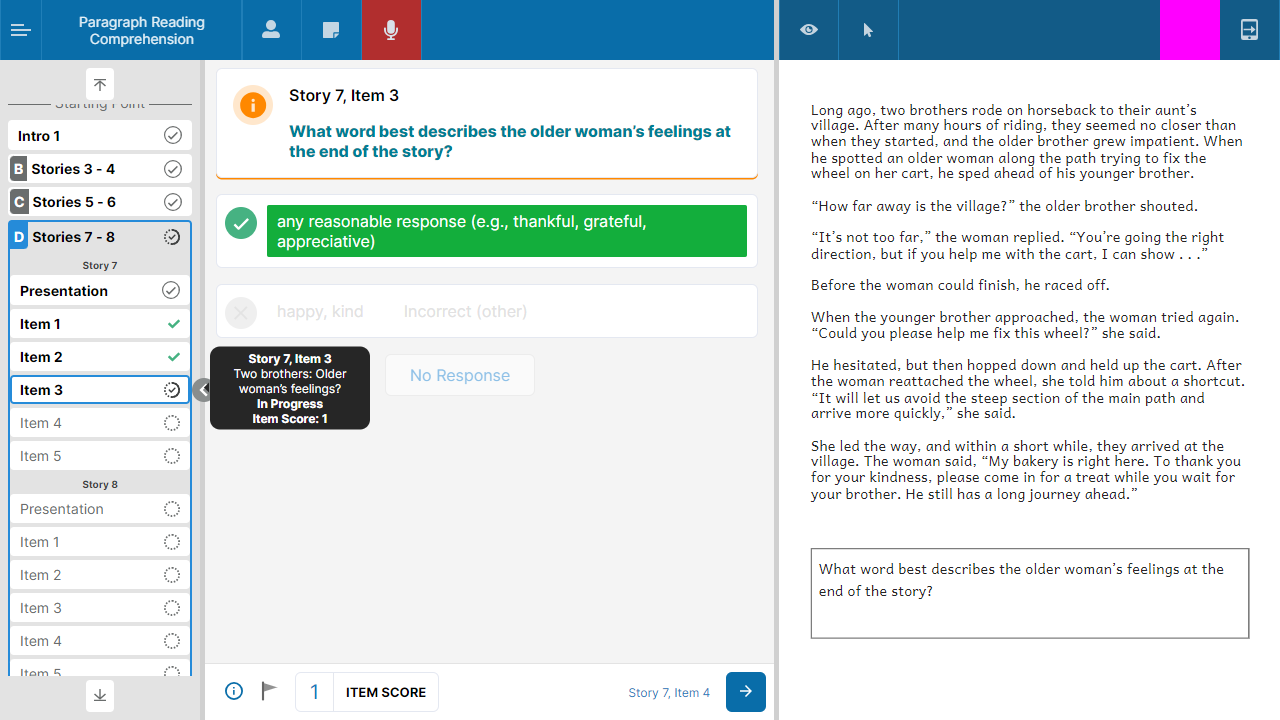 Paragraph Reading
Comprehension
Starting Point
Intro 1
B Stories 3 - 4
C Stories 5 - 6
D Stories 7 - 8
Story 7
Presentation
Item 1
Item 2
Item 3
Item 4
Item 5
Story 8
Presentation
Item 1
Item 2
Item 3
Item 4
Item 5
Story 7, Item 3
What word best describes the older woman’s feelings at
the end of the story?
any reasonable response (e.g., thankful, grateful,
appreciative)
happy, kind Incorrect (other)
Story 7, Item 3
Two brothers: Older
woman’s feelings?
In Progress
Item Score: 1
No Response
1 ITEM SCORE
Story 7, Item 4
Long ago, two brothers rode on horseback to their aunt’s
village. After many hours of riding, they seemed no closer than
when they started, and the older brother grew impatient. When
he spotted an older woman along the path trying to fix the
wheel on her cart, he sped ahead of his younger brother.
“How far away is the village?” the older brother shouted.
“It’s not too far,” the woman replied. “You’re going the right
direction, but if you help me with the cart, I can show . . .”
Before the woman could finish, he raced off.
When the younger brother approached, the woman tried again.
“Could you please help me fix this wheel?” she said.
He hesitated, but then hopped down and held up the cart. After
the woman reattached the wheel, she told him about a shortcut.
“It will let us avoid the steep section of the main path and
arrive more quickly,” she said.
She led the way, and within a short while, they arrived at the
village. The woman said, “My bakery is right here. To thank you
for your kindness, please come in for a treat while you wait for
your brother. He still has a long journey ahead.”
What word best describes the older woman’s feelings at the
end of the story?